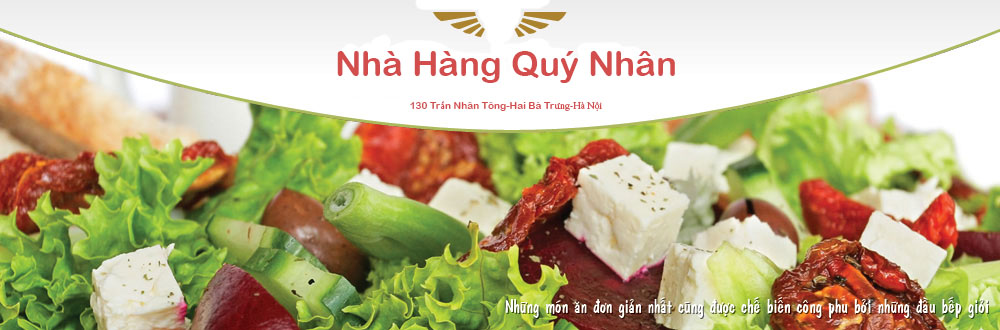 Nhà Hàng Quý Nhân
130 Trần Nhân Tông-Hai Bà Trưng-Hà Nội
Những món ăn đơn giản nhất cũng được chế biến công phu bởi những đầu bếp giỏi